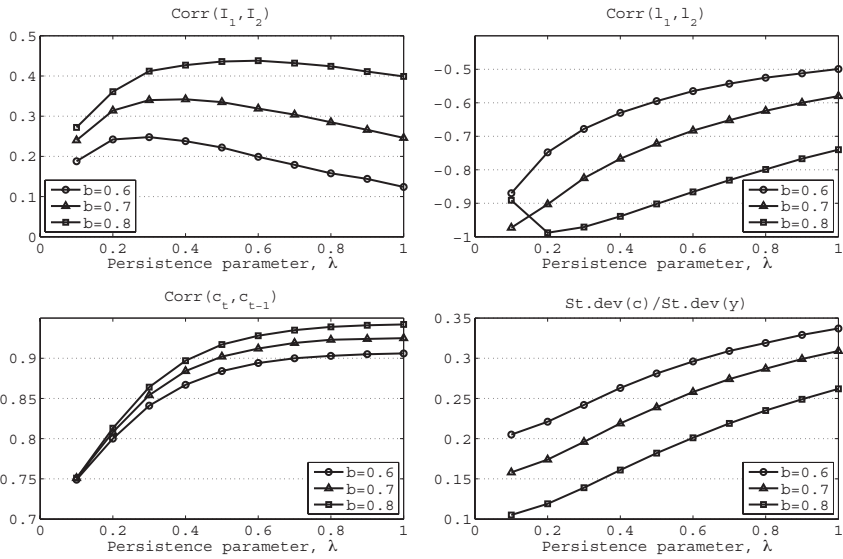 Corr(I_1,I_2)
0.5
0.4
0.3
0.2
0.1
0
b=0.6
b=0.7
b=0.8
0 0.2 0.4 0.6 0.8 1
Persistence parameter, λ
Corr(l_1,l_2)
-0.5
-0.6
-0.7
-0.8
-0.9
-1
b=0.6
b=0.7
b=0.8
0 0.2 0.4 0.6 0.8 1
Persistence parameter, λ
Corr(c_t,c_{t-1})
0.9
0.85
0.8
0.75
0.7
b=0.6
b=0.7
b=0.8
0 0.2 0.4 0.6 0.8 1
Persistence parameter, λ
St.dev(c)/St.dev(y)
0.35
0.3
0.25
0.2
0.15
0.1
b=0.6
b=0.7
b=0.8
0 0.2 0.4 0.6 0.8 1
Persistence parameter, λ